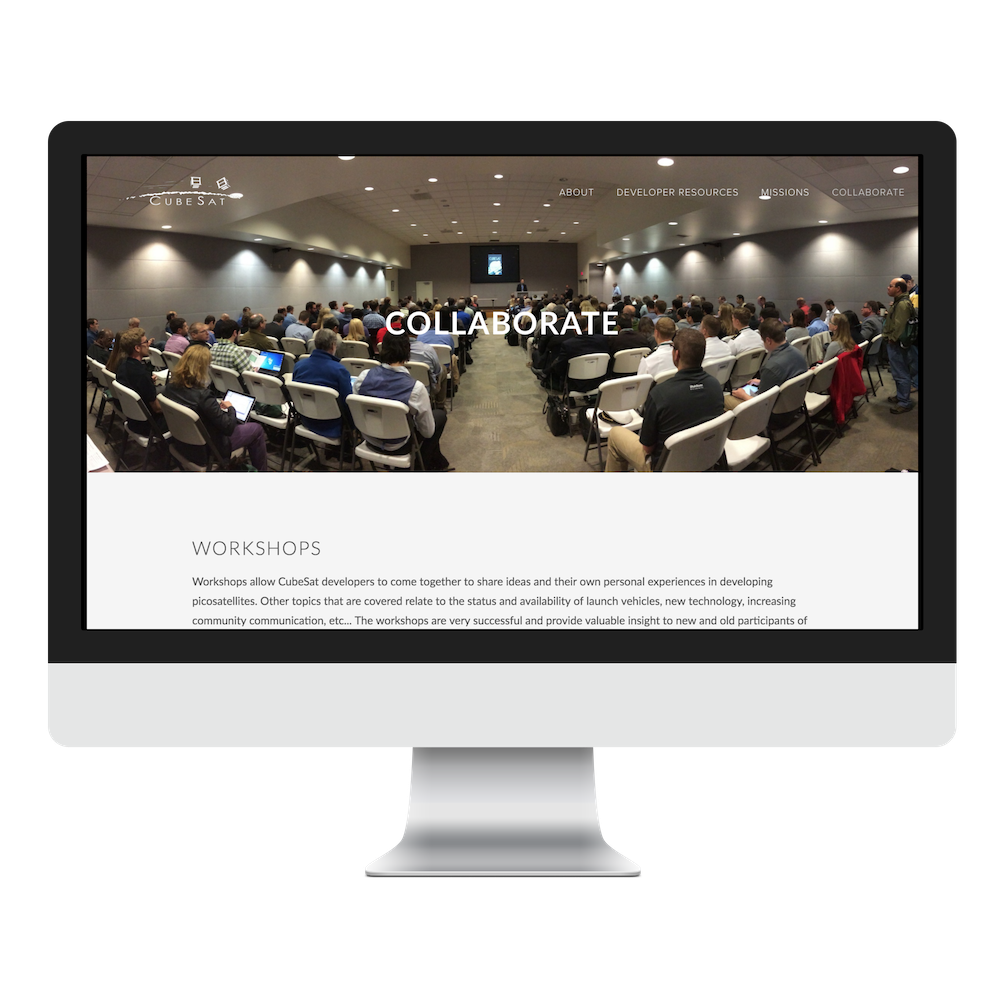 CUBESAT
ABOUT DEVELOPER RESOURCES MISSIONS COLLABORATE
COLLABORATE
WORKSHOPS
Workshops allow CubeSat developers to come together to share ideas and their own personal experiences in developing
picosatellites. Other topics that are covered relate to the status and availability of launch vehicles, new technology, increasing
community communication, etc... The workshops are very successful and provide valuable insight to new and old participants of